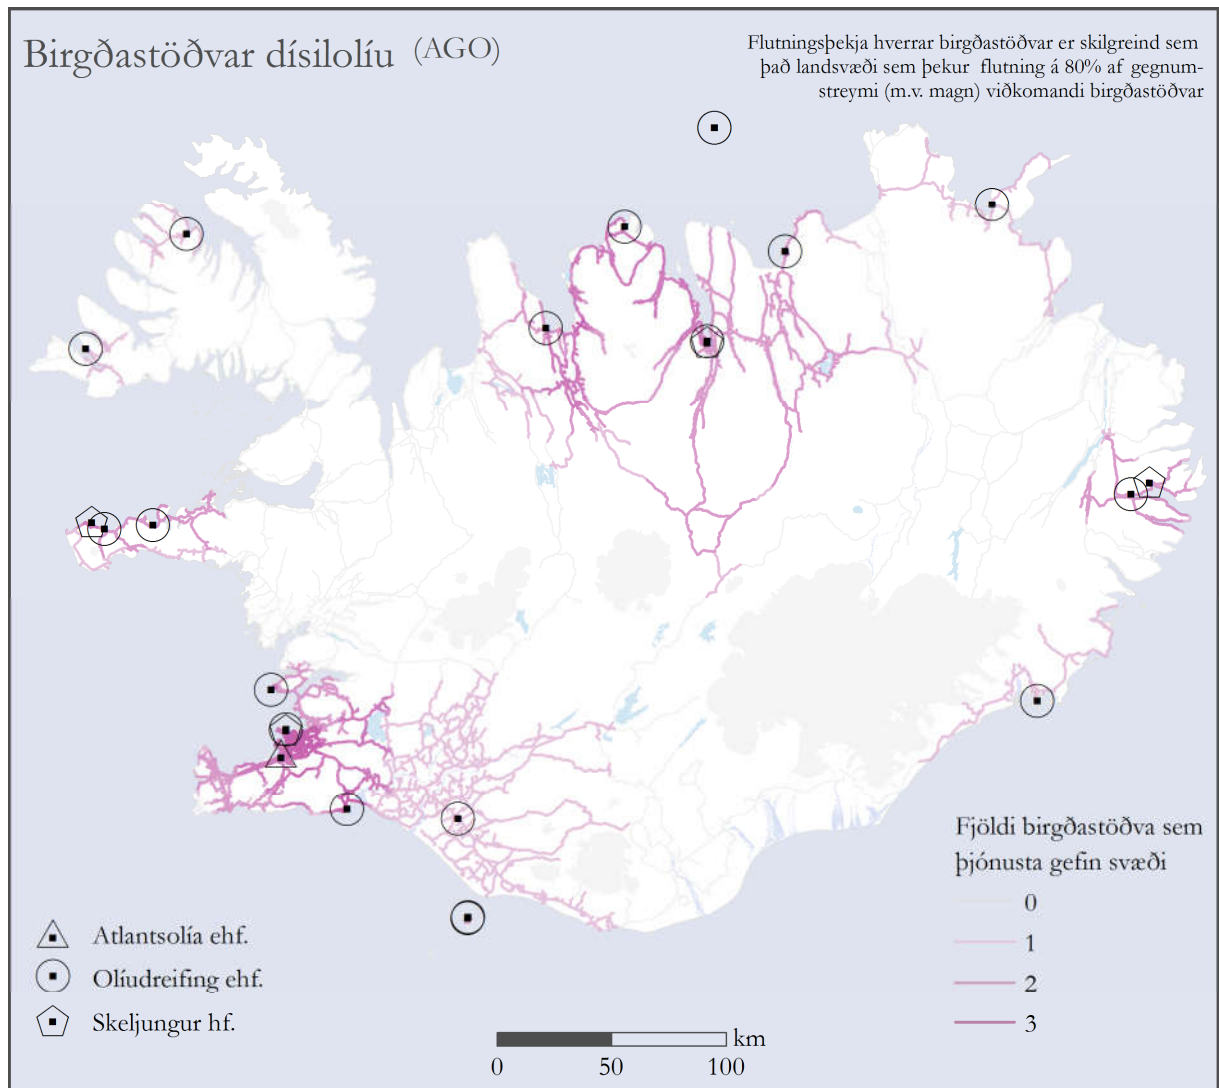 Birgðastöðvar dísilolíu (AGO)
Flutningsþekja hverrar birgðastöðvar er skilgreind sem
það landsvæði sem þekur flutning á 80% af gegnum-
streymi (m.v. magn) viðkomandi birgðastöðvar
Fjöldi birgðastöðva sem
þjónusta gefin svæði
0
1
2
3
Atlantsolía ehf.
Olíudreifing ehf.
Skeljungur hf.
km
0 50 100